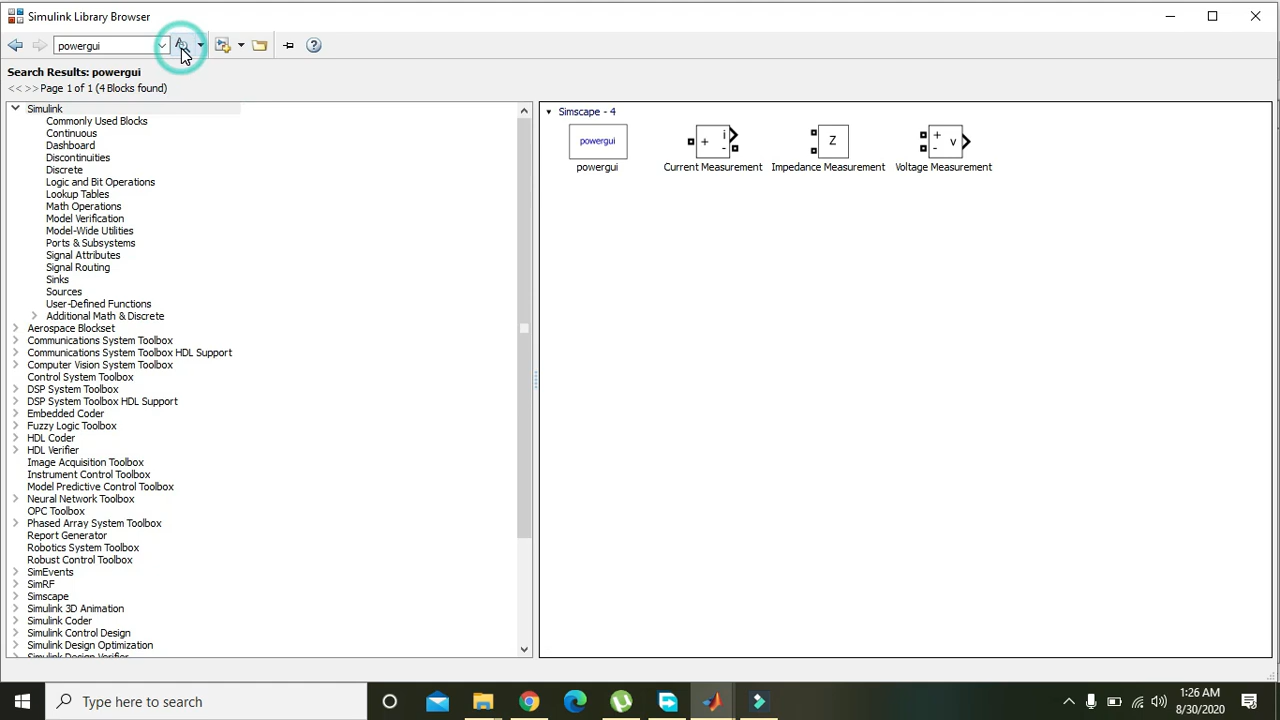 Simulink Library Browser
powergui
Search Results: powergui
<< >> Page 1 of 1 (4 Blocks found)
Simulink
Commonly Used Blocks
Continuous
Dashboard
Discontinuities
Discrete
Logic and Bit Operations
Lookup Tables
Math Operations
Model Verification
Model-Wide Utilities
Ports & Subsystems
Signal Attributes
Signal Routing
Sinks
Sources
User-Defined Functions
Additional Math & Discrete
Aerospace Blockset
Communications System Toolbox
Communications System Toolbox HDL Support
Computer Vision System Toolbox
Control System Toolbox
DSP System Toolbox
DSP System Toolbox HDL Support
Embedded Coder
Fuzzy Logic Toolbox
HDL Coder
HDL Verifier
Image Acquisition Toolbox
Instrument Control Toolbox
Model Predictive Control Toolbox
Neural Network Toolbox
OPC Toolbox
Phased Array System Toolbox
Report Generator
Robotics System Toolbox
Robust Control Toolbox
SimEvents
SimRF
Simscape
Simulink 3D Animation
Simulink Coder
Simulink Control Design
Simulink Design Optimization
Simulink Design Verifier
Simscape - 4
powergui
+ i -
Z
+ - v
powergui
Current Measurement
Impedance Measurement
Voltage Measurement
Type here to search
1:26 AM
8/30/2020